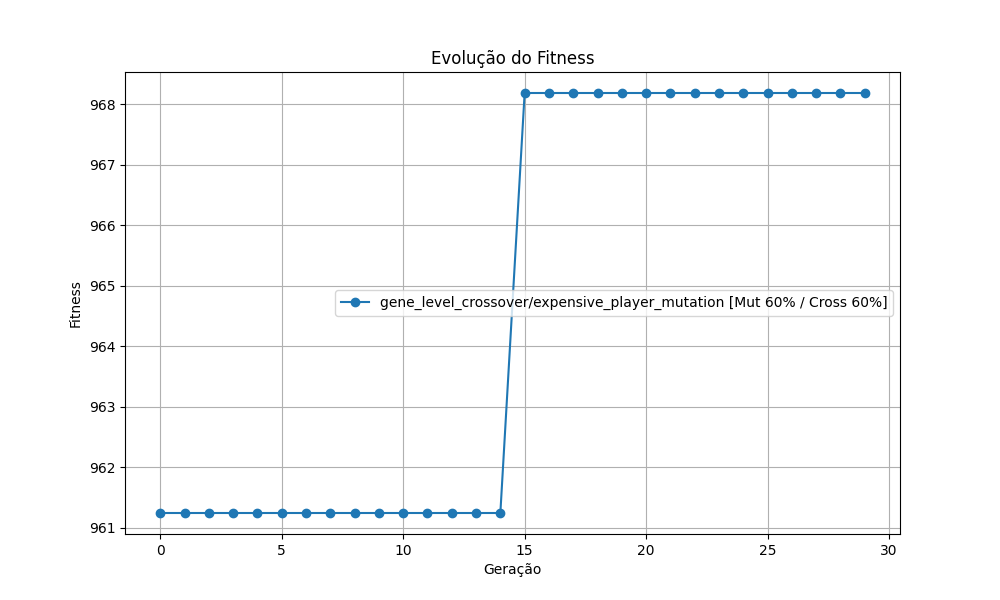 Evolução do Fitness
968
967
966
965
964
963
962
961
Fitness
gene_level_crossover/expensive_player_mutation [Mut 60% / Cross 60%]
0 5 10 15 20 25 30
Geração